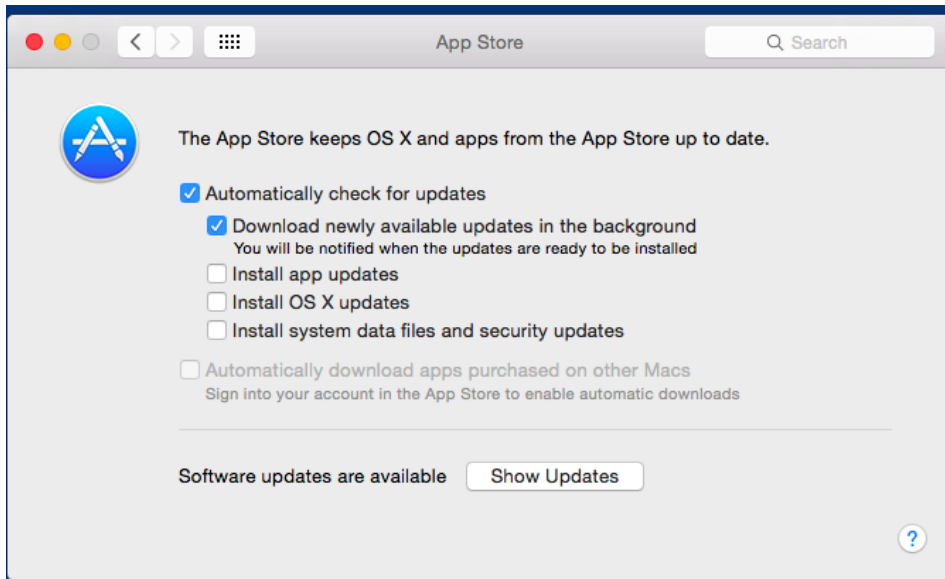 App Store
Search
The App Store keeps OS X and apps from the App Store up to date.
Automatically check for updates
Download newly available updates in the background
You will be notified when the updates are ready to be installed
Install app updates
Install OS X updates
Install system data files and security updates
Automatically download apps purchased on other Macs
Sign into your account in the App Store to enable automatic downloads
Software updates are available Show Updates
?